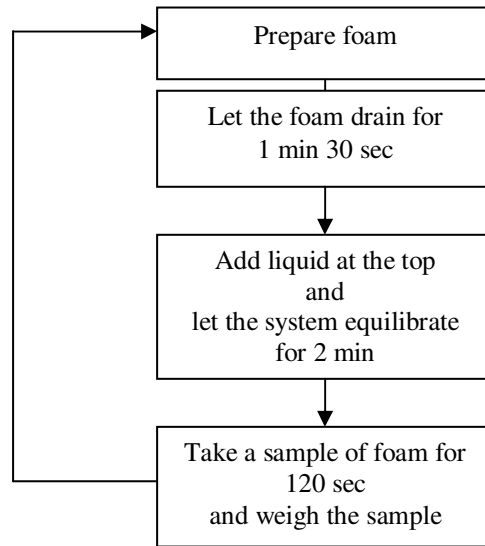 Prepare foam
Let the foam drain for
1 min 30 sec
Add liquid at the top
and
let the system equilibrate
for 2 min
Take a sample of foam for
120 sec
and weigh the sample